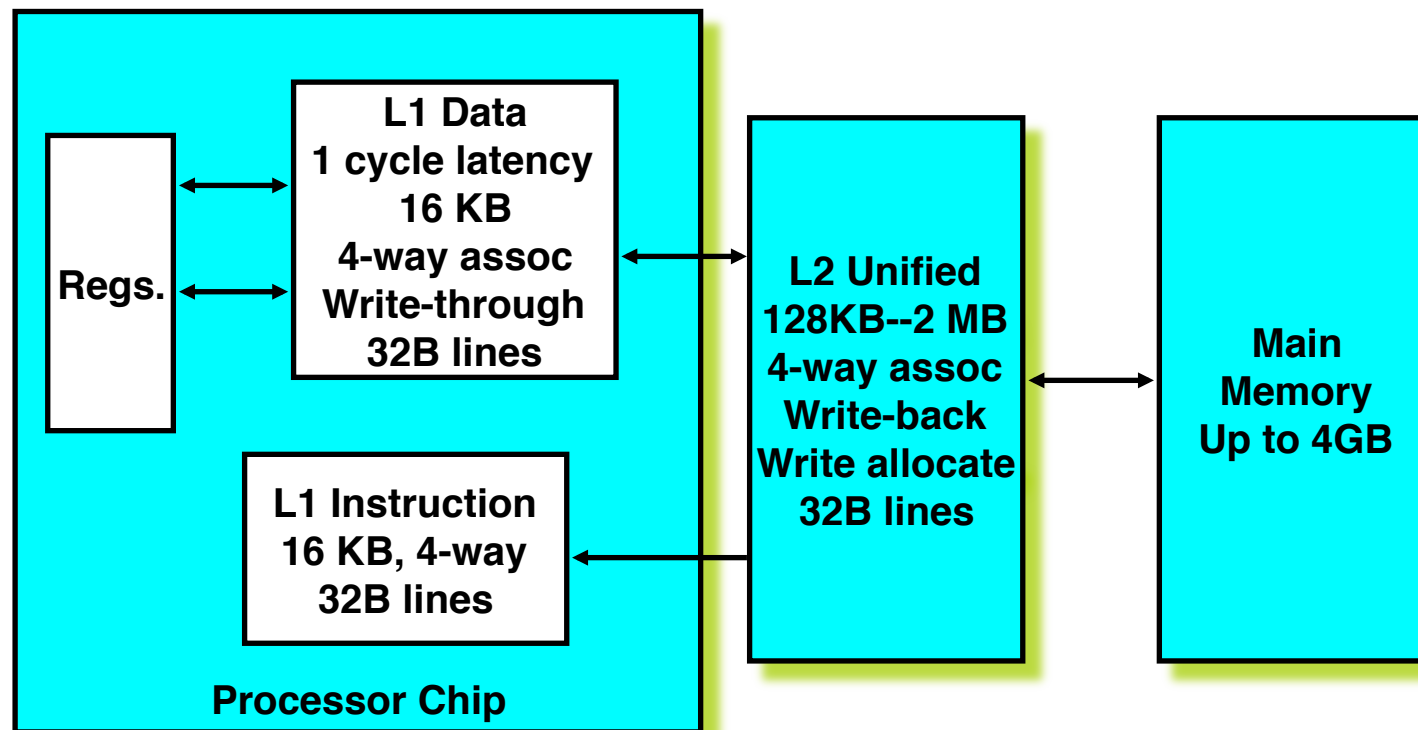 Regs.
L1 Data
1 cycle latency
16 KB
4-way assoc
Write-through
32B lines
L1 Instruction
16 KB, 4-way
32B lines
Processor Chip
L2 Unified
128KB--2 MB
4-way assoc
Write-back
Write allocate
32B lines
Main
Memory
Up to 4GB